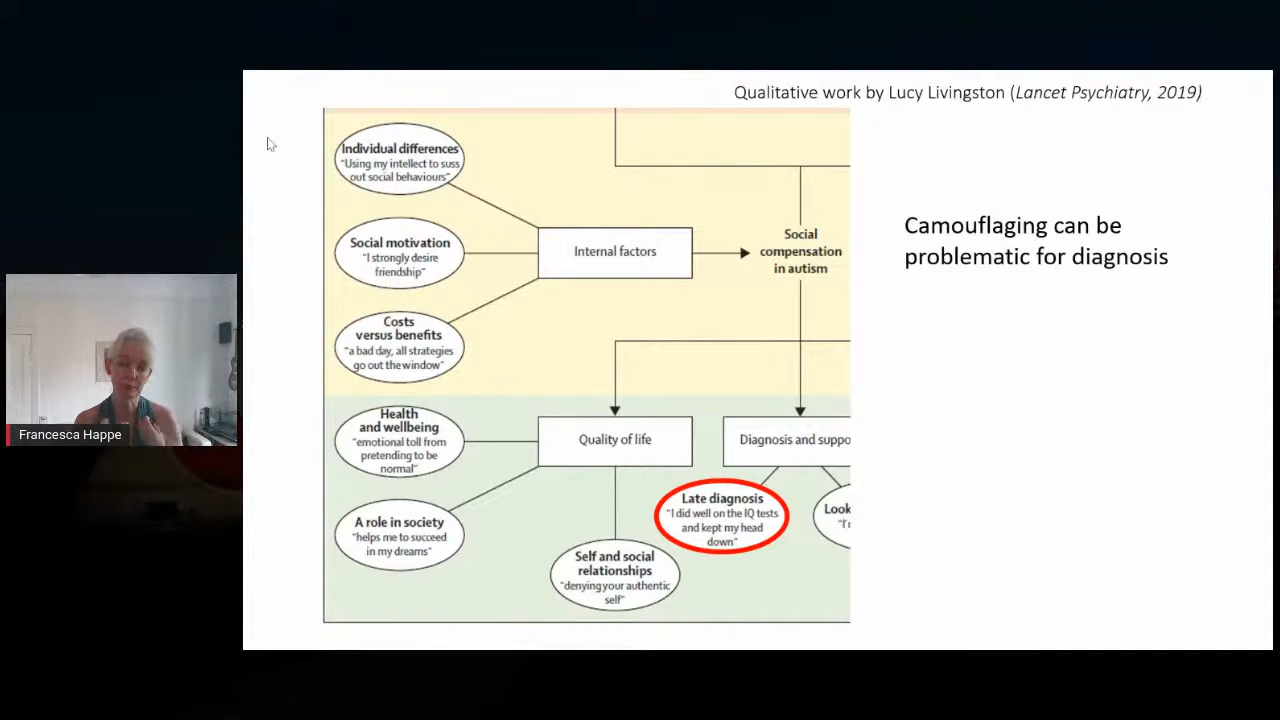 Qualitative work by Lucy Livingston (Lancet Psychiatry, 2019)
Individual differences
"Using my intellect to suss
out social behaviours"
Social motivation
"I strongly desire
friendship"
Costs
versus benefits
"a bad day, all strategies
go out the window"
Internal factors
Social
compensation
in autism
Camouflaging can be
problematic for diagnosis
Health
and wellbeing
"emotional toll from
pretending to be
normal"
A role in society
"helps me to succeed
in my dreams"
Quality of life
Self and social
relationships
"denying your authentic
self"
Diagnosis and suppo
Late diagnosis
"I did well on the IQ tests
and kept my head
down"
Look
Francesca Happe